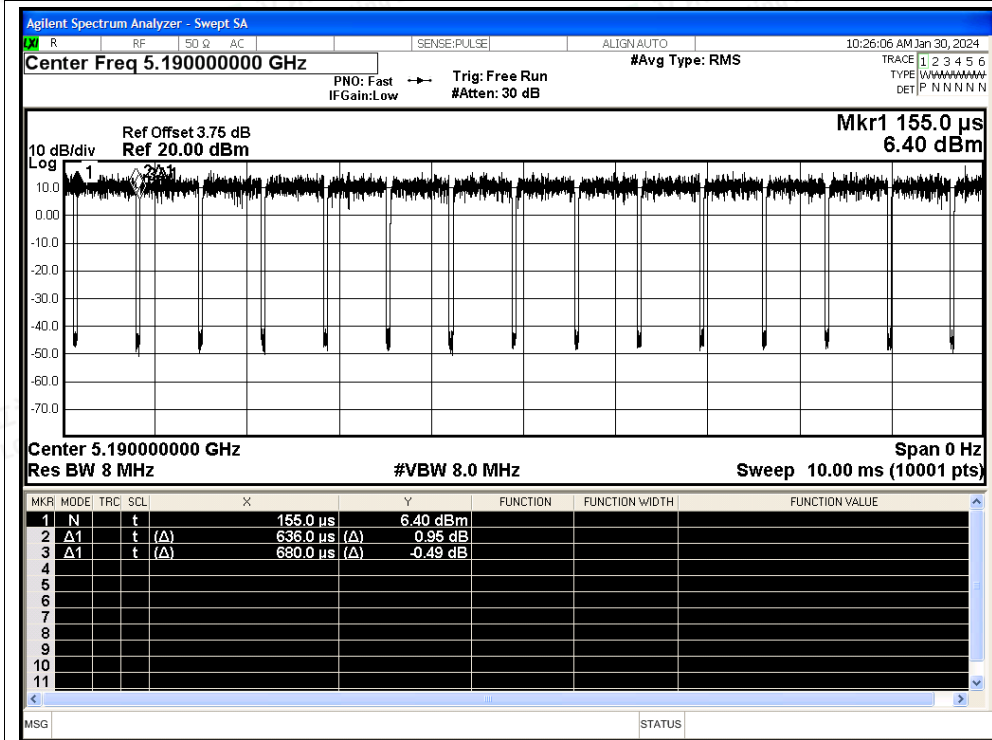 Agilent Spectrum Analyzer - Swept SA
LXI R RF 50 Ω AC SENSE:PULSE ALIGN AUTO 10:26:06 AM Jan 30, 2024
Center Freq 5.190000000 GHz #Avg Type: RMS TRACE 1 2 3 4 5 6
PNO: Fast Trig: Free Run TYPE
IFGain:Low #Atten: 30 dB DET P N N N N N
Mkr1 155.0 µs
Ref Offset 3.75 dB
10 dB/div Ref 20.00 dBm 6.40 dBm
Log
1
10.0
0.00
-10.0
-20.0
-30.0
-40.0
-50.0
-60.0
-70.0
Center 5.190000000 GHz Span 0 Hz
Res BW 8 MHz #VBW 8.0 MHz Sweep 10.00 ms (10001 pts)
MKR MODE TRC SCL X Y FUNCTION FUNCTION WIDTH FUNCTION VALUE
1 N t 155.0 µs 6.40 dBm
2 Δ1 t (Δ) 636.0 µs (Δ) 0.95 dB
3 Δ1 t (Δ) 680.0 µs (Δ) -0.49 dB
4
5
6
7
8
9
10
11
MSG STATUS